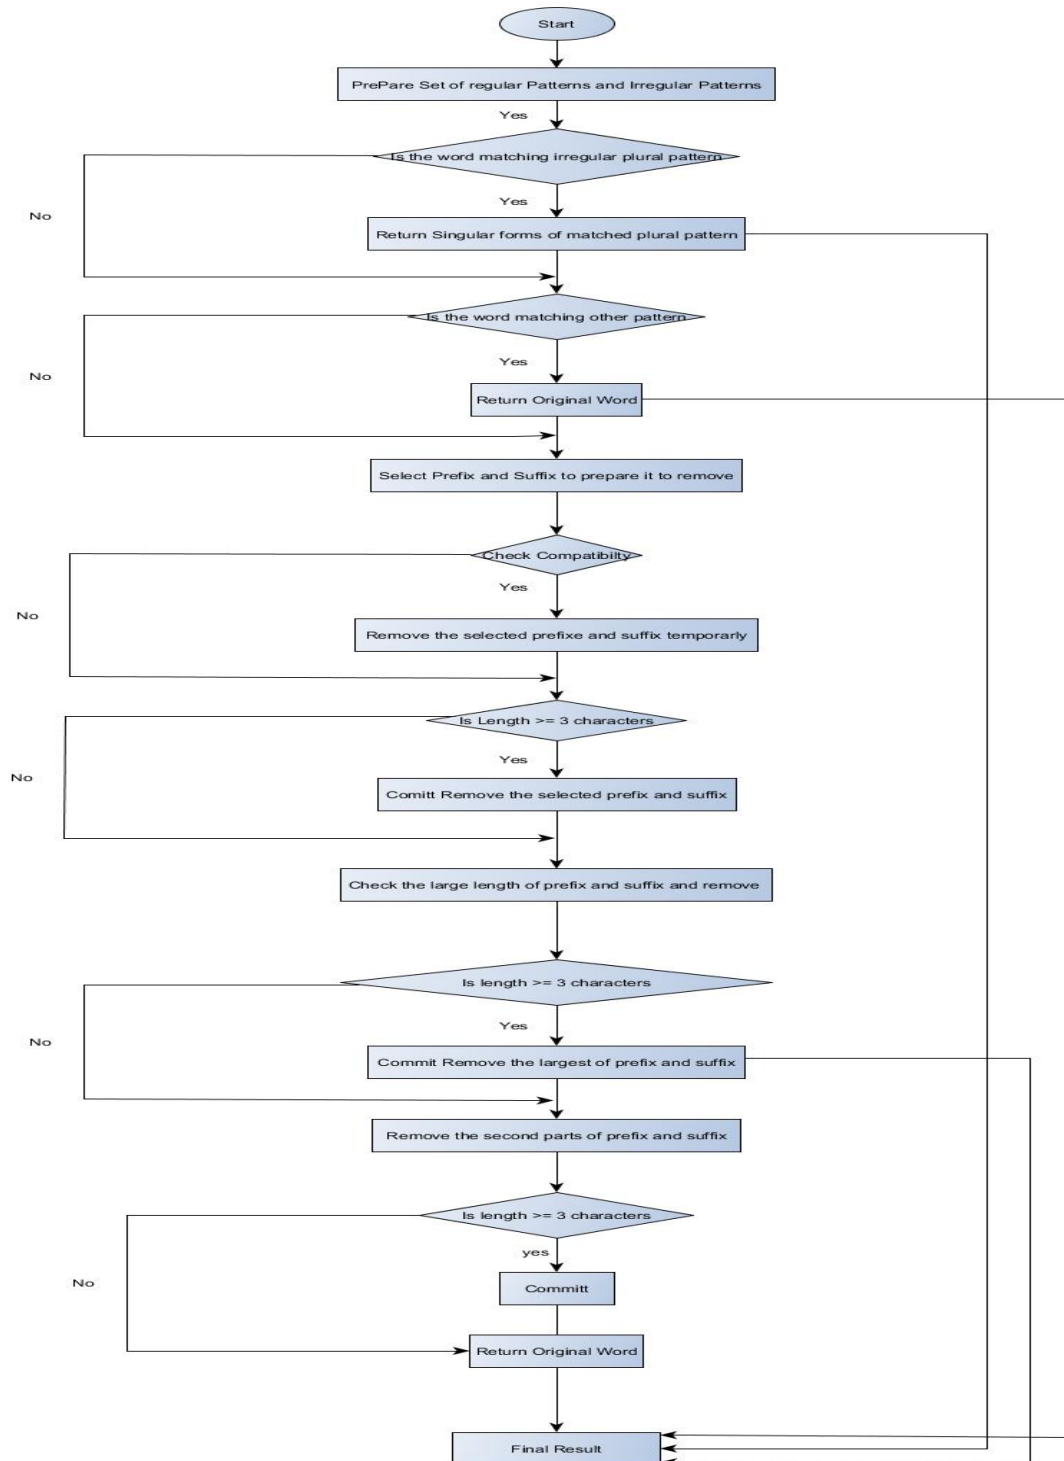 Start
PrePare Set of regular Patterns and Irregular Patterns
Yes
Is the word matching irregular plural pattern
No
Yes
Return Singular forms of matched plural pattern
Is the word matching other pattern
No
Yes
Return Original Word
Select Prefix and Suffix to prepare it to remove
Check Compatibilty
Yes
No
Remove the selected prefixe and suffix temporarly
Is Length >= 3 characters
Yes
No
Comitt Remove the selected prefix and suffix
Check the large length of prefix and suffix and remove
Is length >= 3 characters
Yes
No
Commit Remove the largest of prefix and suffix
Remove the second parts of prefix and suffix
Is length >= 3 characters
yes
No
Committ
Return Original Word
Final Result